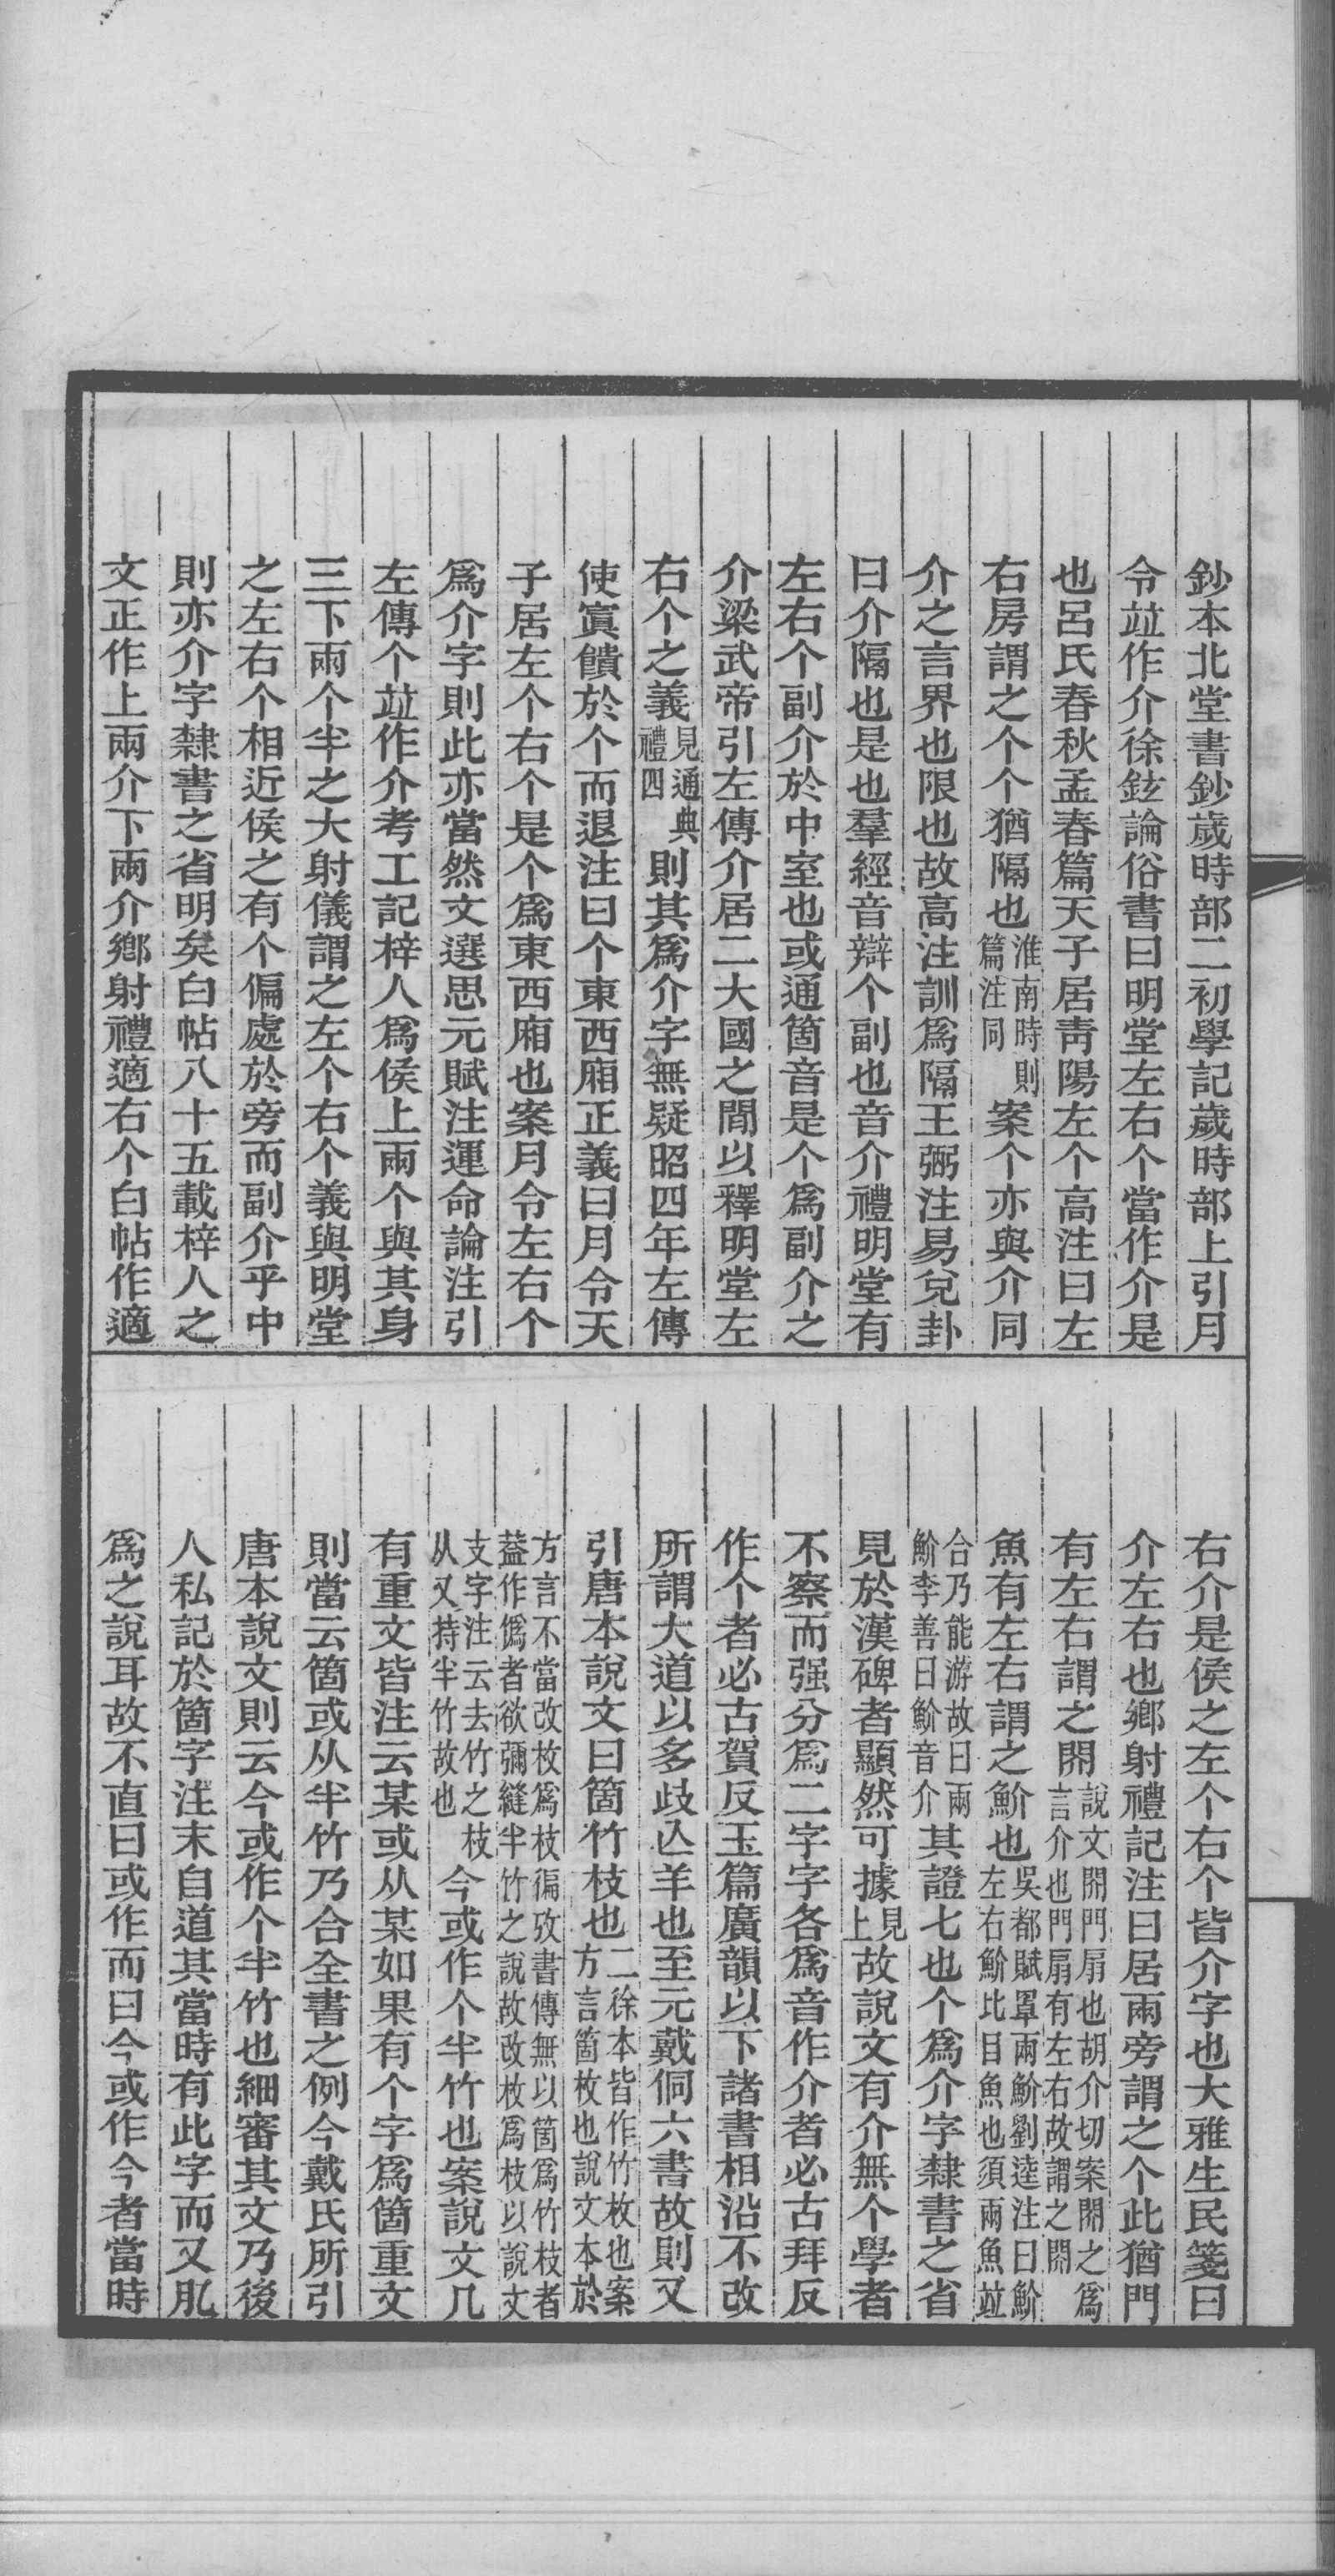 鈔本北堂書鈔歲時部二初學記歲時部上引月
令竝作介徐鉉論俗書曰明堂左右个當作介是
也呂氏春秋孟春篇天子居靑陽左个高注曰左
右房謂之个个猶隔也淮南時則篇注同案个亦與介同
介之言界也限也故高注訓爲隔王弼注易兌卦
曰介隔也是也羣經音辯个副也音介禮明堂有
左右个副介於中室也或通箇音是个爲副介之
介梁武帝引左傳介居二大國之間以釋明堂左
右个之義見通典禮四則其爲介字無疑昭四年左傳
使寘饋於个而退注曰个東西廂正義曰月令天
子居左个右个是个爲東西廂也案月令左右个
爲介字則此亦當然文選思元賦注運命論注引
左傳个竝作介考工記梓人爲侯上兩个與其身
三下兩个半之大射儀謂之左个右个義與明堂
之左右个相近侯之有个偏處於旁而副介乎中
則亦介字隸書之省明矣白帖八十五載梓人之
文正作上兩介下兩介鄉射禮適右个白帖作適
右介是侯之左个右个皆介字也大雅生民箋曰
介左右也鄉射禮記注曰居兩旁謂之个此猶門
有左右謂之閞說文閞門扇也胡介切案閞之爲言介也門扇有左右故謂之閞
魚有左右謂之魪也吳都賦罩兩魪劉逵注曰魪左右魪比目魚也須兩魚竝
合乃能游故曰兩魪李善曰魪音介其證七也个爲介字隸書之省
見於漢碑者顯然可據見上故說文有介無个學者
不察而强分爲二字字各爲音作介者必古拜反
作个者必古賀反玉篇廣韻以下諸書相沿不改
所謂大道以多歧亾羊也至元戴侗六書故則又
引唐本說文曰箇竹枝也二徐本皆作竹枚也案方言箇枚也說文本於
方言不當改枚爲枝徧攷書傳無以箇爲竹枝者葢作僞者欲彌縫半竹之說故改枚爲枝以說文
支字注云去竹之枝从又持半竹故也今或作个半竹也案說文凡
有重文皆注云某或从某如果有个字爲箇重文
則當云箇或从半竹乃合全書之例今戴氏所引
唐本說文則云今或作个半竹也細審其文乃後
人私記於箇字注末自道其當時有此字而又肊
爲之說耳故不直曰或作而曰今或作今者當時